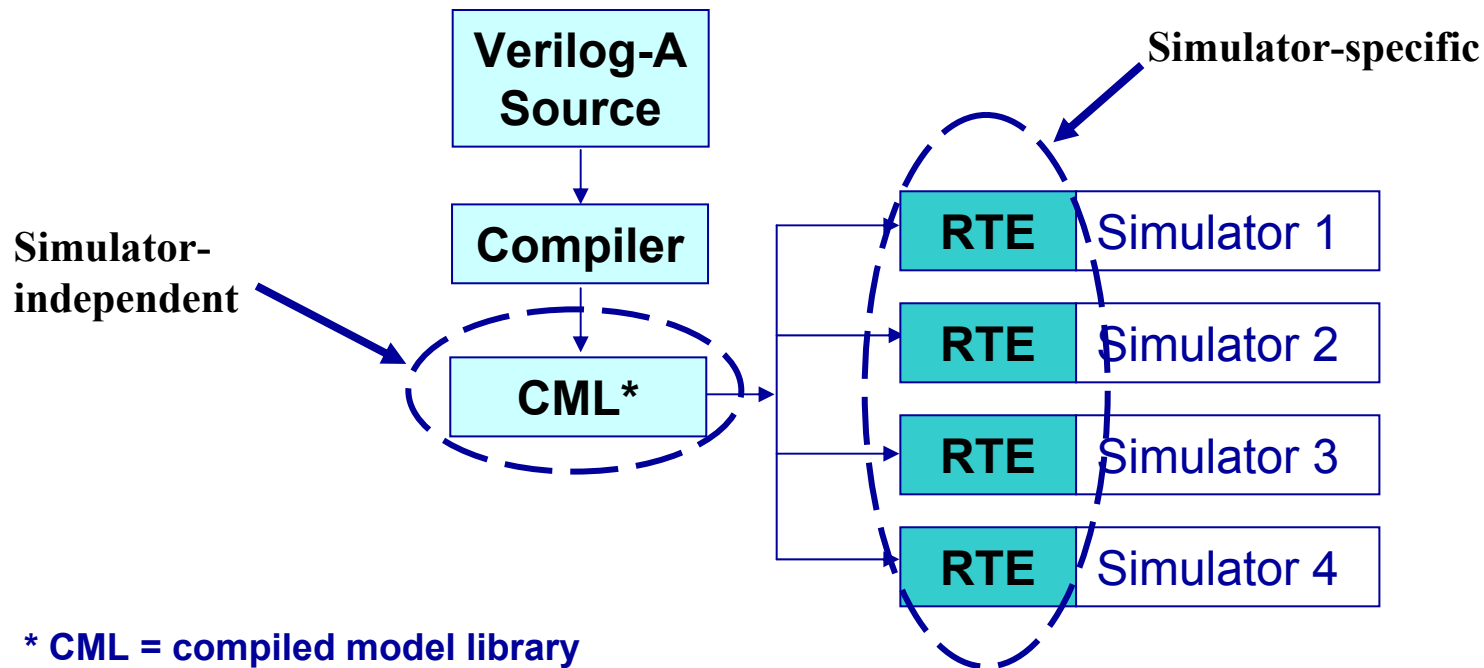 Verilog-A
Source
Simulator-specific
Compiler
Simulator-
independent
CML*
RTE Simulator 1
RTE Simulator 2
RTE Simulator 3
RTE Simulator 4
* CML = compiled model library